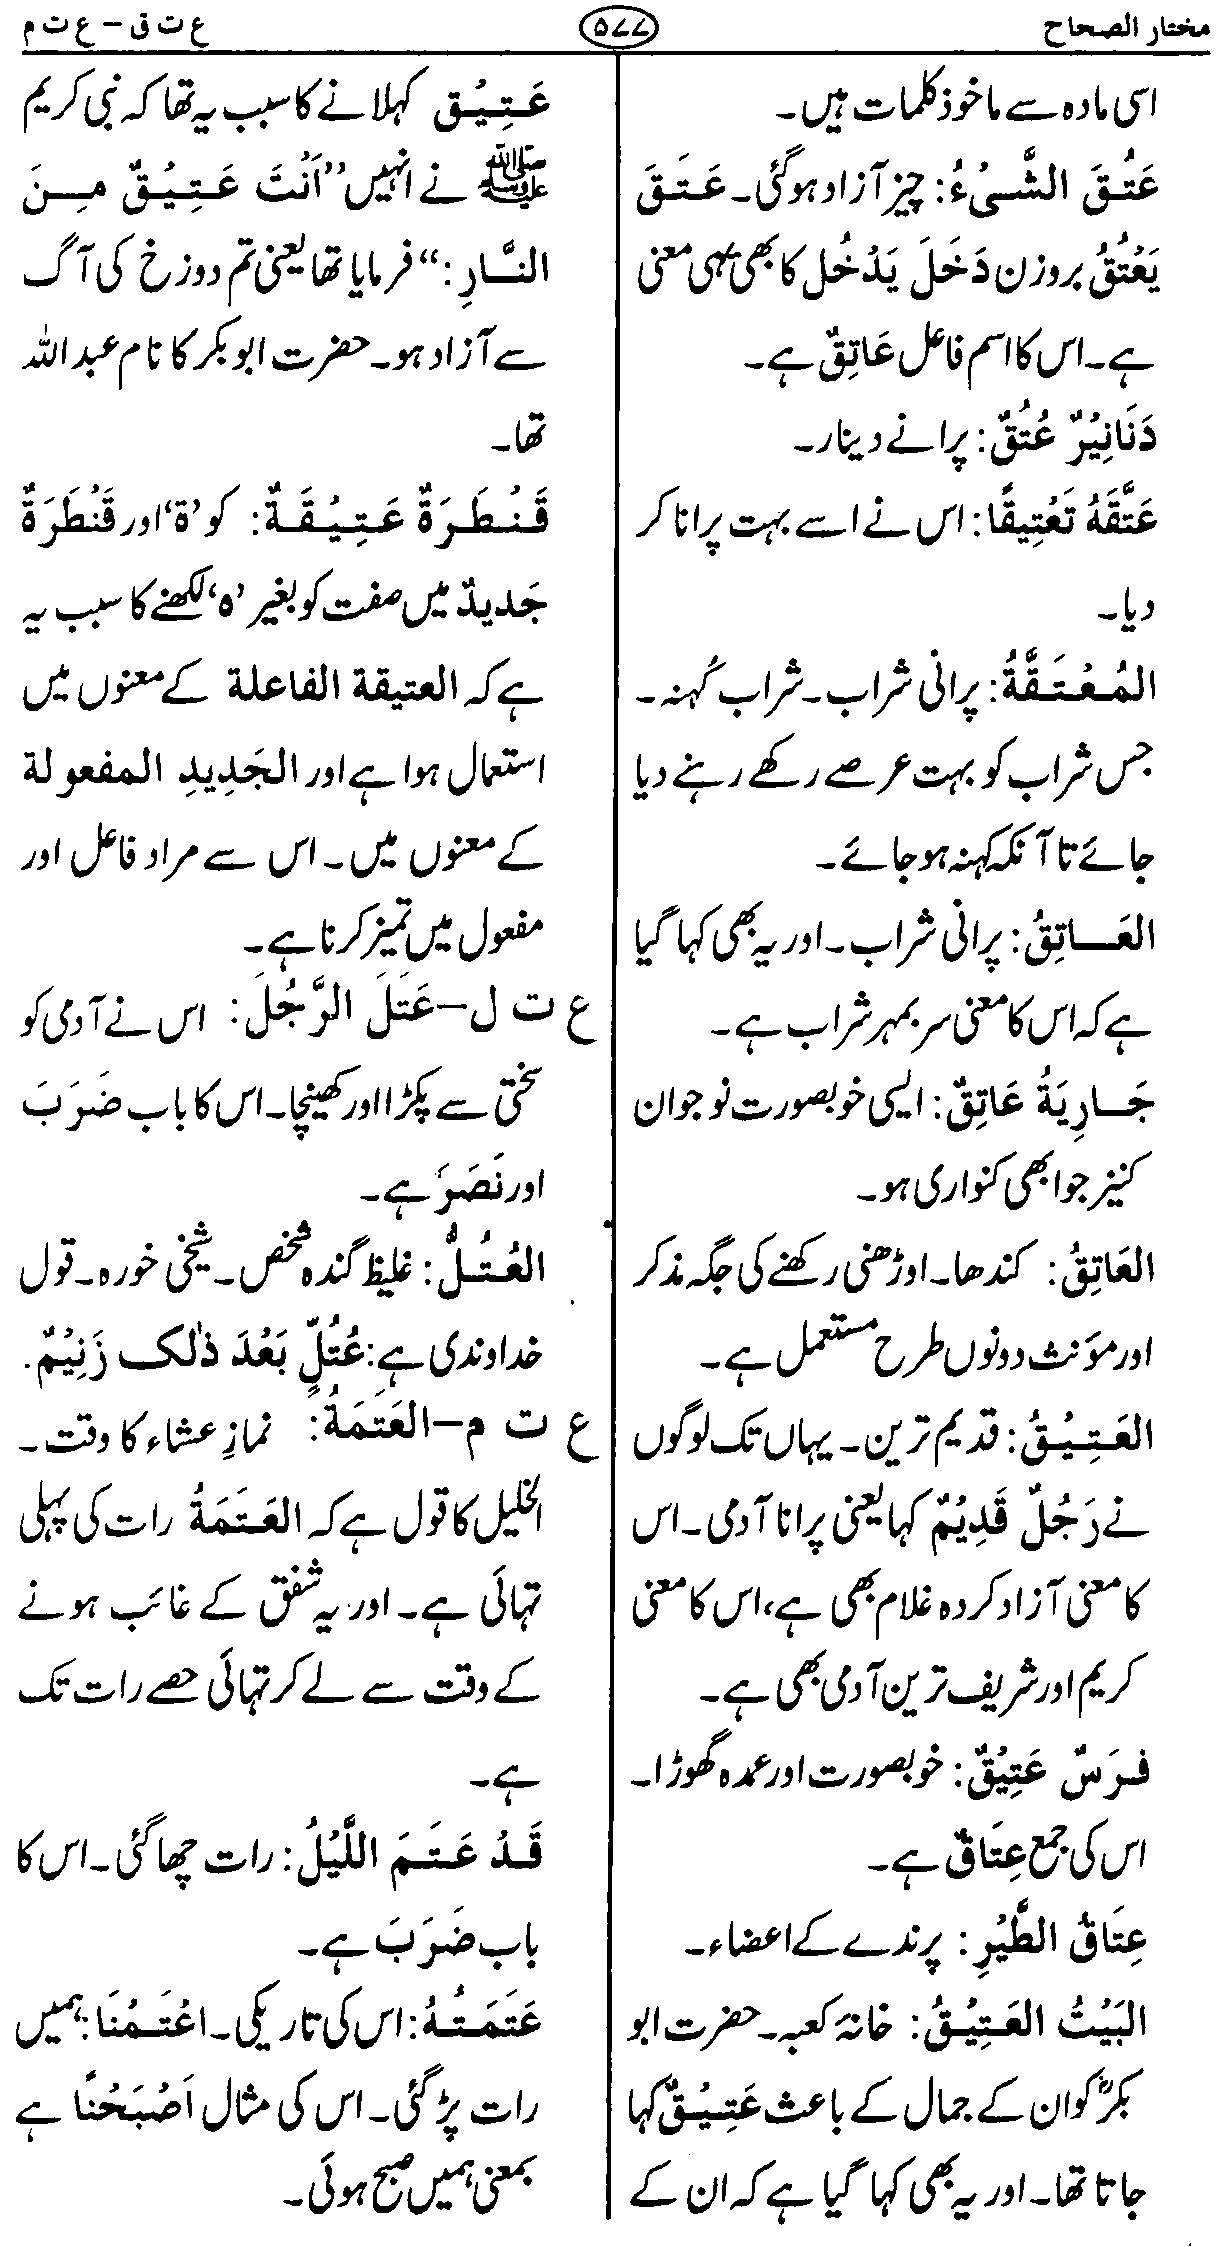 مختار الصحاح
۵۷۷
ع ت ق – ع ت م
اسی مادہ سے ماخوذ کلمات ہیں۔
عَتُقَ الشَّیْءُ: چیز آزاد ہوگئی۔ عَتَقَ
یَعْتُقُ بروزن دَخَلَ یَدْخُل کا بھی یہی معنی
ہے۔ اس کا اسم فاعل عَاتِقٌ ہے۔
دَنَانِیْرٌ عُتُقٌ: پرانے دینار۔
عَتَّقَهُ تَعْتِیقًا: اس نے اسے بہت پرانا کر
دیا۔
المُعْتَقَّةُ: پرانی شراب۔ شراب کُہنہ۔
جس شراب کو بہت عرصے رکھے رہنے دیا
جائے تا آنکہ کہنہ ہو جائے۔
العَاتِقُ: پرانی شراب۔ اور یہ بھی کہا گیا
ہے کہ اس کا معنی سر بمہر شراب ہے۔
جَارِیَةُ عَاتِقٌ: ایسی خوبصورت نوجوان
کنیز جو ابھی کنواری ہو۔
العَاتِقُ: کندھا۔ اوڑھنی رکھنے کی جگہ مذکر
اور مؤنث دونوں طرح مستعمل ہے۔
العَتِیْقُ: قدیم ترین۔ یہاں تک لوگوں
نے رَجُلٌ قَدِیْمٌ کہا یعنی پرانا آدمی۔ اس
کا معنی آزاد کردہ غلام بھی ہے، اس کا معنی
کریم اور شریف ترین آدمی بھی ہے۔
فَرَسٌ عَتِیْقٌ: خوبصورت اور عمدہ گھوڑا۔
اس کی جمع عِتَاقٌ ہے۔
عِتَاقُ الطَّیْرِ: پرندے کے اعضاء۔
البَیْتُ العَتِیْقُ: خانۂ کعبہ۔ حضرت ابو
بکرؓ کو ان کے جمال کے باعث عَتِیْقٌ کہا
جاتا تھا۔ اور یہ بھی کہا گیا ہے کہ ان کے
عَتِیْق کہلانے کا سبب یہ تھا کہ نبی کریم
ﷺ نے انہیں ”اَنْتَ عَتِیْقٌ مِنَ
النَّارِ:“ فرمایا تھا یعنی تم دوزخ کی آگ
سے آزاد ہو۔ حضرت ابو بکر کا نام عبد اللہ
تھا۔
قَنْطَرَةٌ عَتِیْقَةٌ: کو ’ة‘ اور قَنْطَرَةٌ
جَدیدٌ میں صفت کو بغیر ’ہ‘ لکھنے کا سبب یہ
ہے کہ العتیقة الفاعلة کے معنوں میں
استعمال ہوا ہے اور الجَدِیدِ المفعولة
کے معنوں میں۔ اس سے مراد فاعل اور
مفعول میں تمیز کرنا ہے۔
ع ت ل – عَتَلَ الرَّجُلَ: اس نے آدمی کو
سختی سے پکڑا اور کھینچا۔ اس کا باب ضَرَبَ
اور نَصَرَ ہے۔
العُتُلُّ: غلیظ گندہ شخص۔ شیخی خورہ۔ قول
خداوندی ہے: عُتُلٍّ بَعْدَ ذٰلک زَنِیْمٌ.
ع ت م – العَتَمَةُ: نمازِ عشاء کا وقت۔
الخلیل کا قول ہے کہ العَتَمَةُ رات کی پہلی
تہائی ہے۔ اور یہ شفق کے غائب ہونے
کے وقت سے لے کر تہائی حصے رات تک
ہے۔
قَدْ عَتَمَ اللَّیْلُ: رات چھا گئی۔ اس کا
باب ضَرَبَ ہے۔
عَتَمَتُهُ: اس کی تاریکی۔ اعْتَمْنَا: ہمیں
رات پڑ گئی۔ اس کی مثال اَصْبَحْنَا ہے
بمعنی ہمیں صبح ہوئی۔